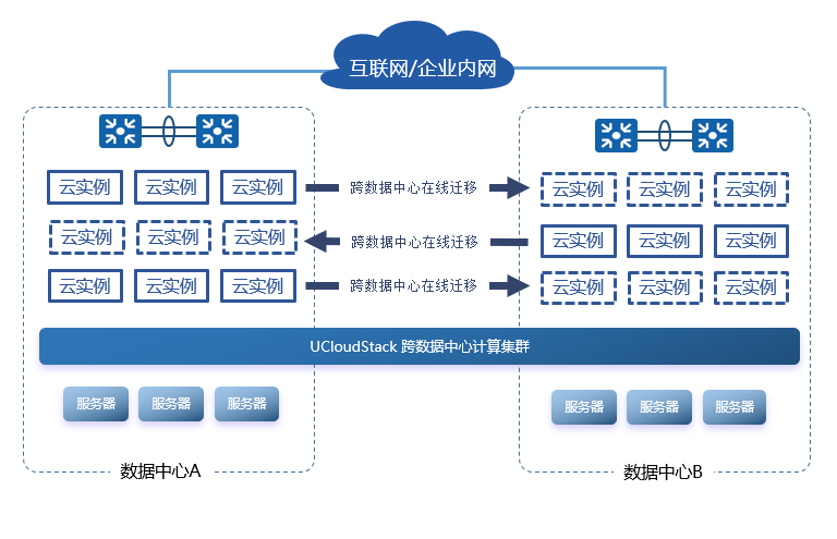 互联网/企业内网
云实例 云实例 云实例 跨数据中心在线迁移 云实例 云实例 云实例
云实例 云实例 云实例 跨数据中心在线迁移 云实例 云实例 云实例
云实例 云实例 云实例 跨数据中心在线迁移 云实例 云实例 云实例
UCloudStack 跨数据中心计算集群
服务器 服务器 服务器 服务器 服务器 服务器
数据中心A 数据中心B